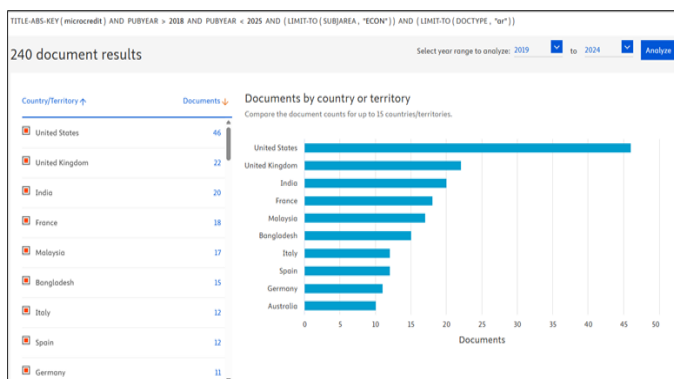 TITLE-ABS-KEY(microcredit) AND PUBYEAR > 2018 AND PUBYEAR < 2025 AND (LIMIT-TO(SUBJAREA, "ECON")) AND (LIMIT-TO(DOCTYPE, "ar"))
240 document results
Select year range to analyze: 2019 to 2024 Analyze
Country/Territory↑ Documents↓
United States 46
United Kingdom 22
India 20
France 18
Malaysia 17
Bangladesh 15
Italy 12
Spain 12
Germany 11
Documents by country or territory
Compare the document counts for up to 15 countries/territories.
United States
United Kingdom
India
France
Malaysia
Bangladesh
Italy
Spain
Germany
Australia
0 5 10 15 20 25 30 35 40 45 50
Documents